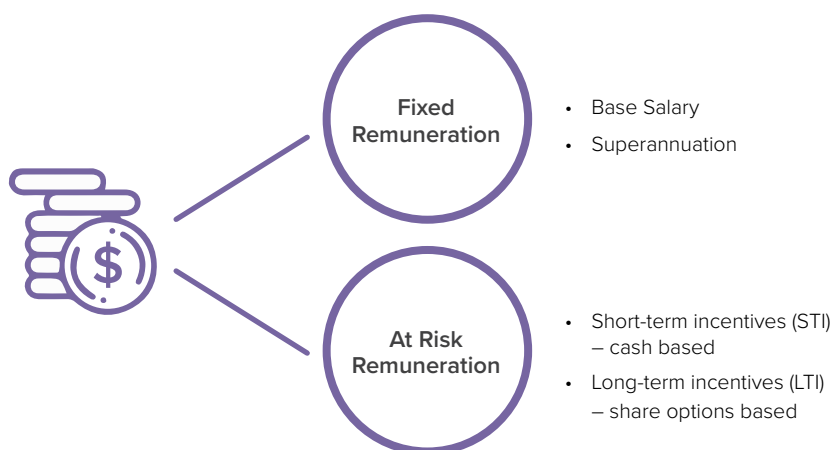 $
Fixed
Remuneration
• Base Salary
• Superannuation
At Risk
Remuneration
• Short-term incentives (STI)
– cash based
• Long-term incentives (LTI)
– share options based